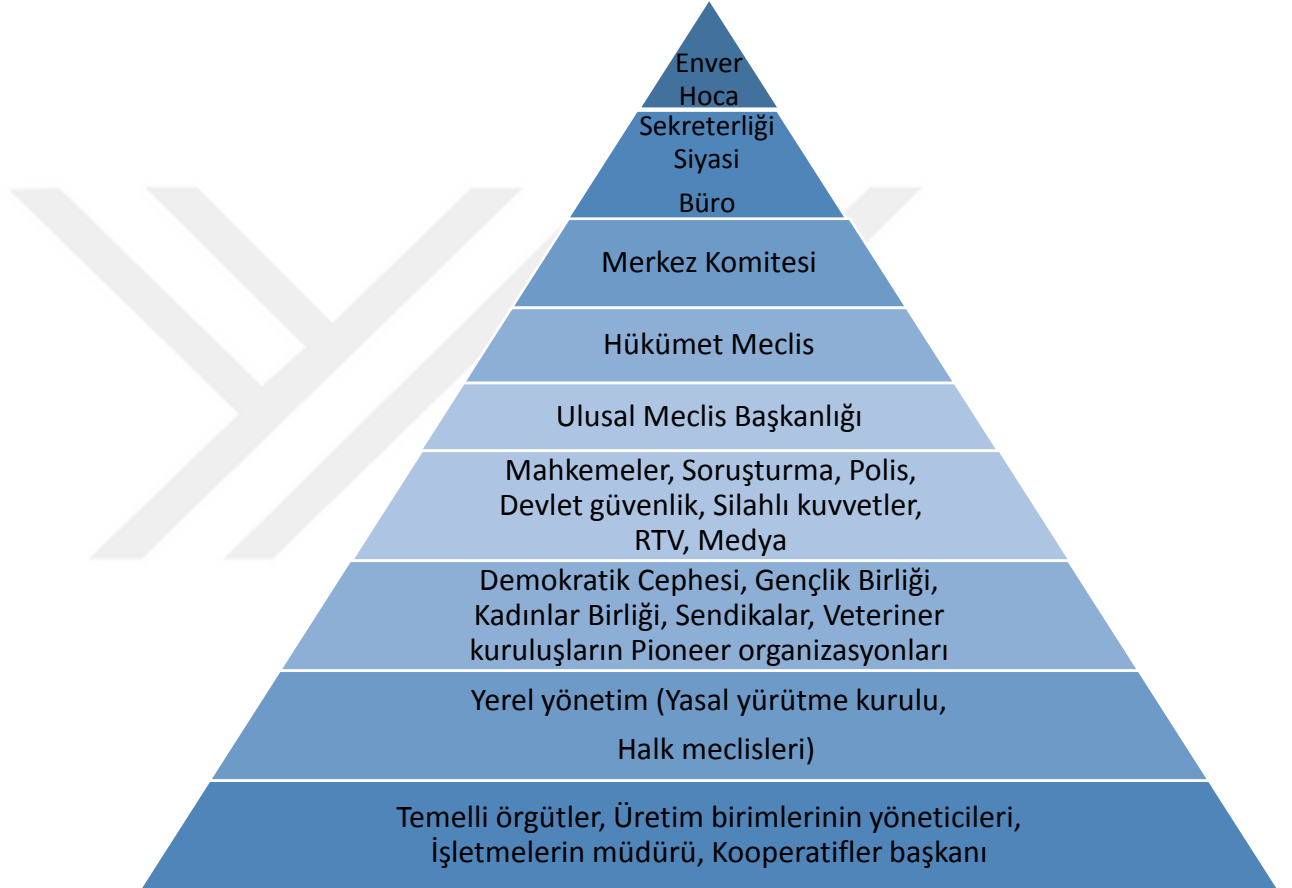 Enver
Hoca
Sekreterliği
Siyasi
Büro
Merkez Komitesi
Hükümet Meclis
Ulusal Meclis Başkanlığı
Mahkemeler, Soruşturma, Polis,
Devlet güvenlik, Silahlı kuvvetler,
RTV, Medya
Demokratik Cephesi, Gençlik Birliği,
Kadınlar Birliği, Sendikalar, Veteriner
kuruluşların Pioneer organizasyonları
Yerel yönetim (Yasal yürütme kurulu,
Halk meclisleri)
Temelli örgütler, Üretim birimlerinin yöneticileri,
İşletmelerin müdürü, Kooperatifler başkanı